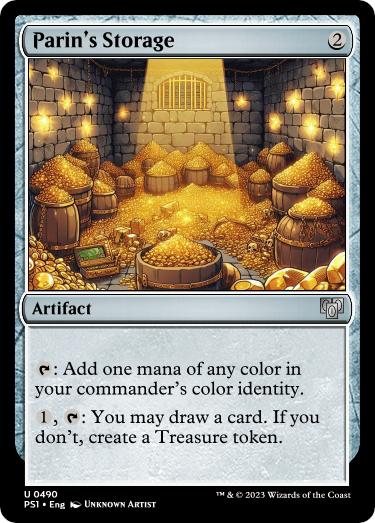 Parin's Storage 2
Artifact
: Add one mana of any color in
your commander's color identity.
1, : You may draw a card. If you
don't, create a Treasure token.
U 0490
PS1 • Eng Unknown Artist
™ & © 2023 Wizards of the Coast